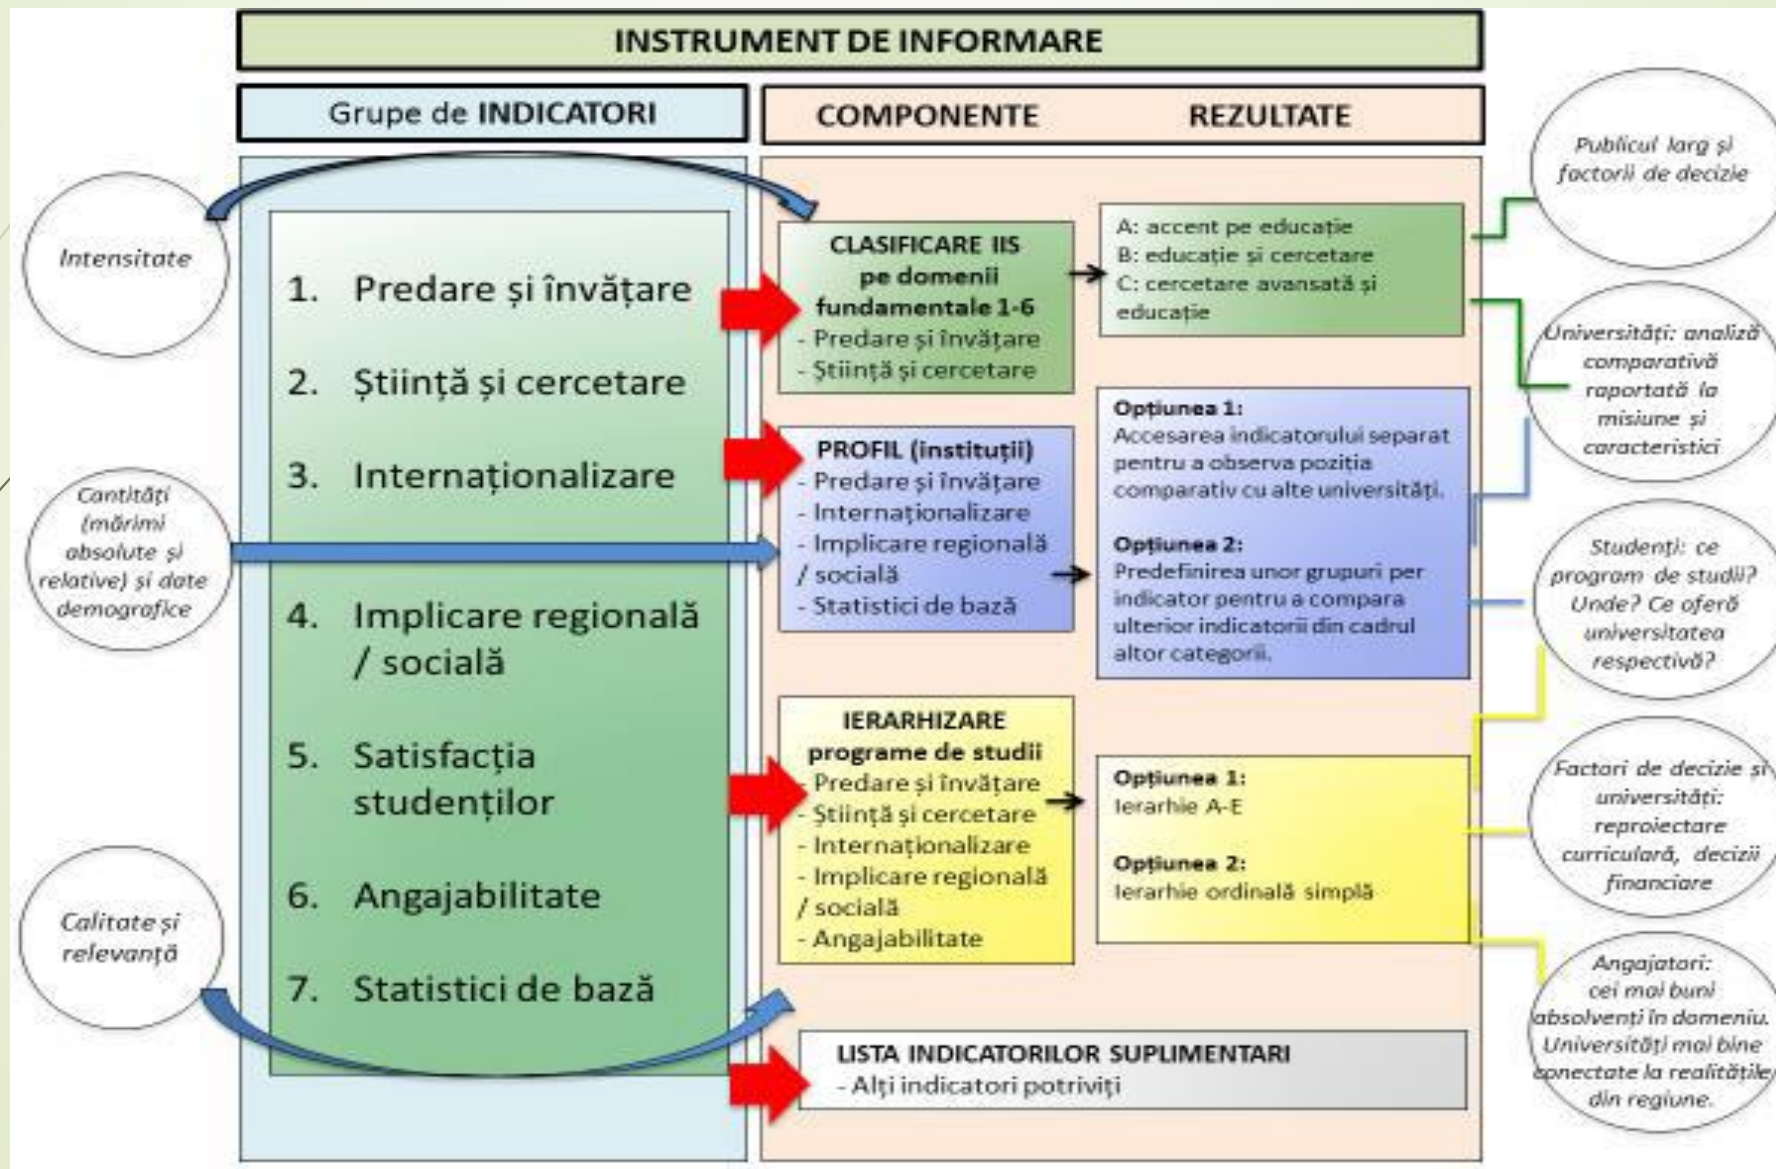 INSTRUMENT DE INFORMARE
Grupe de INDICATORI
COMPONENTE
REZULTATE
Intensitate
Cantități
(mărimi
absolute și
relative) și date
demografice
Calitate și
relevanță
1. Predare și învățare
2. Știință și cercetare
3. Internaționalizare
4. Implicare regională
/ socială
5. Satisfacția
studenților
6. Angajabilitate
7. Statistici de bază
CLASIFICARE IIS
pe domenii
fundamentale 1-6
- Predare și învățare
- Știință și cercetare
A: accent pe educație
B: educație și cercetare
C: cercetare avansată și
educație
PROFIL (instituții)
- Predare și învățare
- Internaționalizare
- Implicare regională
/ socială
- Statistici de bază
Opțiunea 1:
Accesarea indicatorului separat
pentru a observa poziția
comparativ cu alte universități.
Opțiunea 2:
Predefinirea unor grupuri per
indicator pentru a compara
ulterior indicatorii din cadrul
altor categorii.
IERARHIZARE
programe de studii
- Predare și învățare
- Știință și cercetare
- Internaționalizare
- Implicare regională
/ socială
- Angajabilitate
Opțiunea 1:
Ierarhie A-E
Opțiunea 2:
Ierarhie ordinală simplă
LISTA INDICATORILOR SUPLIMENTARI
- Alți indicatori potriviți
Publicul larg și
factorii de decizie
Universități: analiză
comparativă
raportată la
misiune și
caracteristici
Studenți: ce
program de studii?
Unde? Ce oferă
universitatea
respectivă?
Factori de decizie și
universități:
reproiectare
curriculară, decizii
financiare
Angajatori:
cei mai buni
absolvenți în domeniu.
Universități mai bine
conectate la realitățile
din regiune.